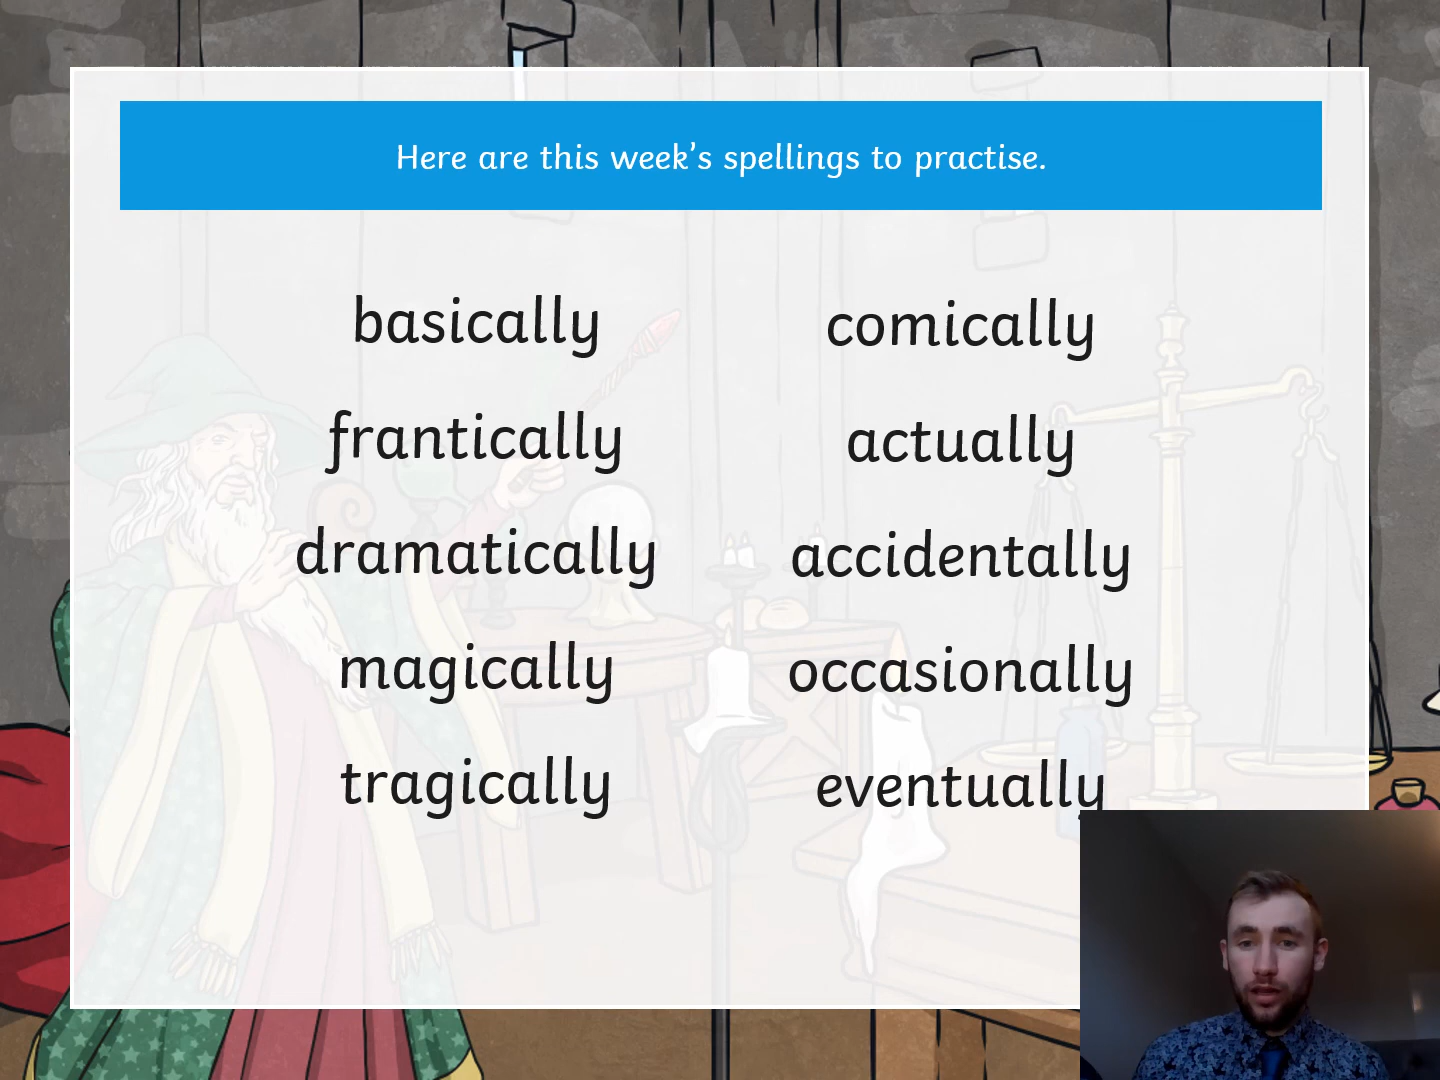 Here are this week's spellings to practise.
basically
frantically
dramatically
magically
tragically
comically
actually
accidentally
occasionally
eventually